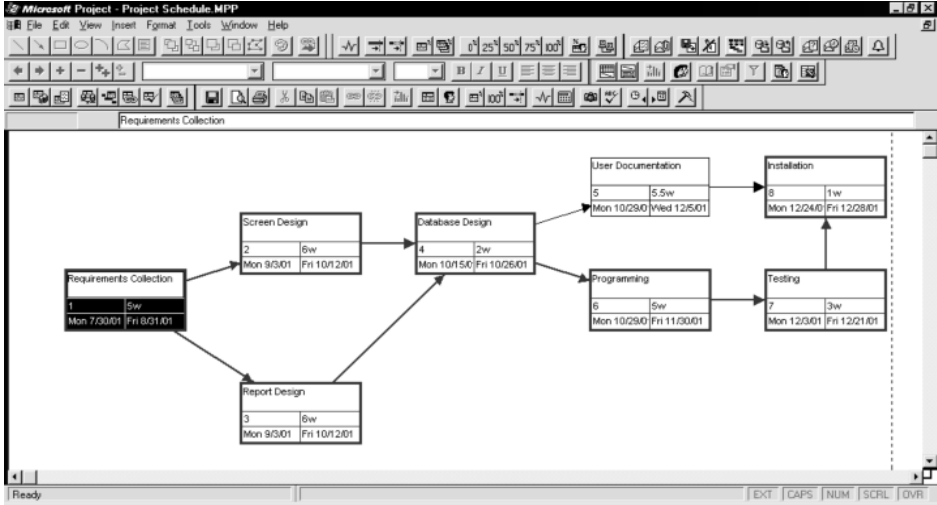 Microsoft Project - Project Schedule.MPP
File Edit View Insert Format Tools Window Help
0% 25% 50% 75% 100%
B I U
Requirements Collection
User Documentation
5 5.5w
Mon 10/29/0 Wed 12/5/01
Installation
8 1w
Mon 12/24/0 Fri 12/28/01
Screen Design
2 6w
Mon 9/3/01 Fri 10/12/01
Database Design
4 2w
Mon 10/15/0 Fri 10/26/01
Requirements Collection
1 5w
Mon 7/30/01 Fri 8/31/01
Programming
6 5w
Mon 10/29/0 Fri 11/30/01
Testing
7 3w
Mon 12/3/01 Fri 12/21/01
Report Design
3 6w
Mon 9/3/01 Fri 10/12/01
Ready EXT CAPS NUM SCRL OVR